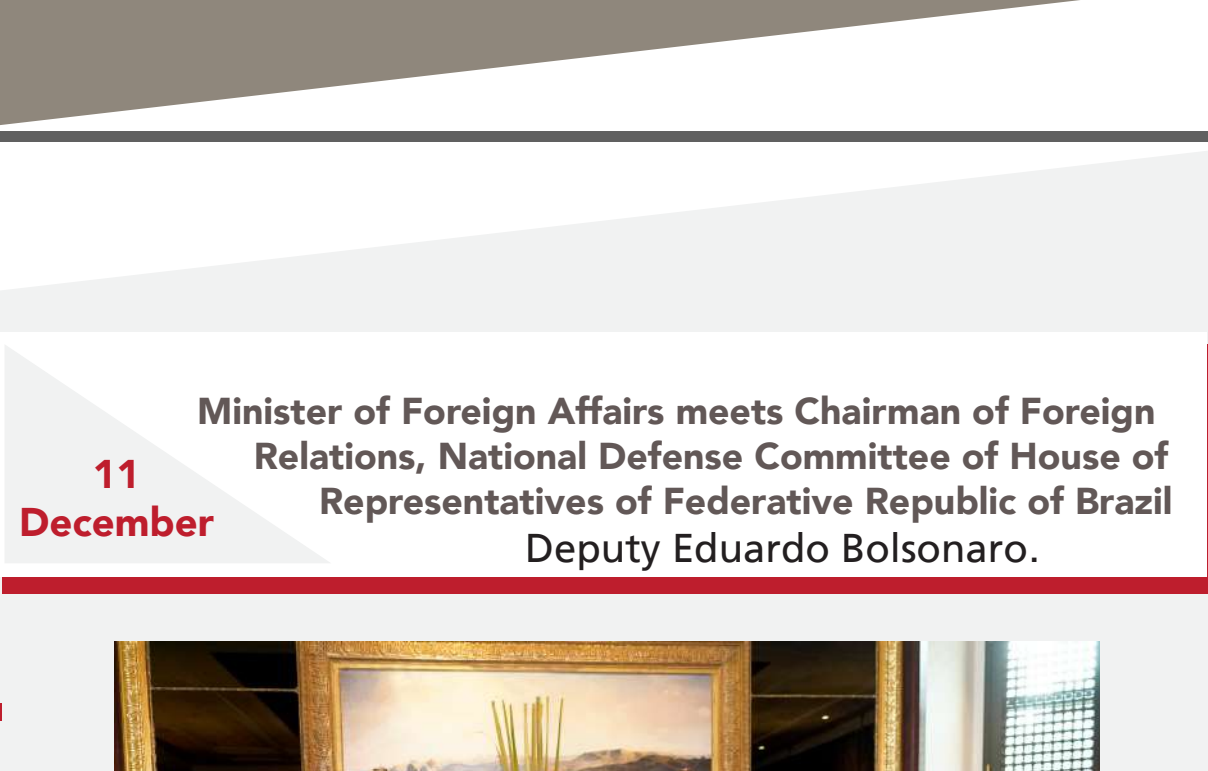 11
December
Minister of Foreign Affairs meets Chairman of Foreign
Relations, National Defense Committee of House of
Representatives of Federative Republic of Brazil
Deputy Eduardo Bolsonaro.